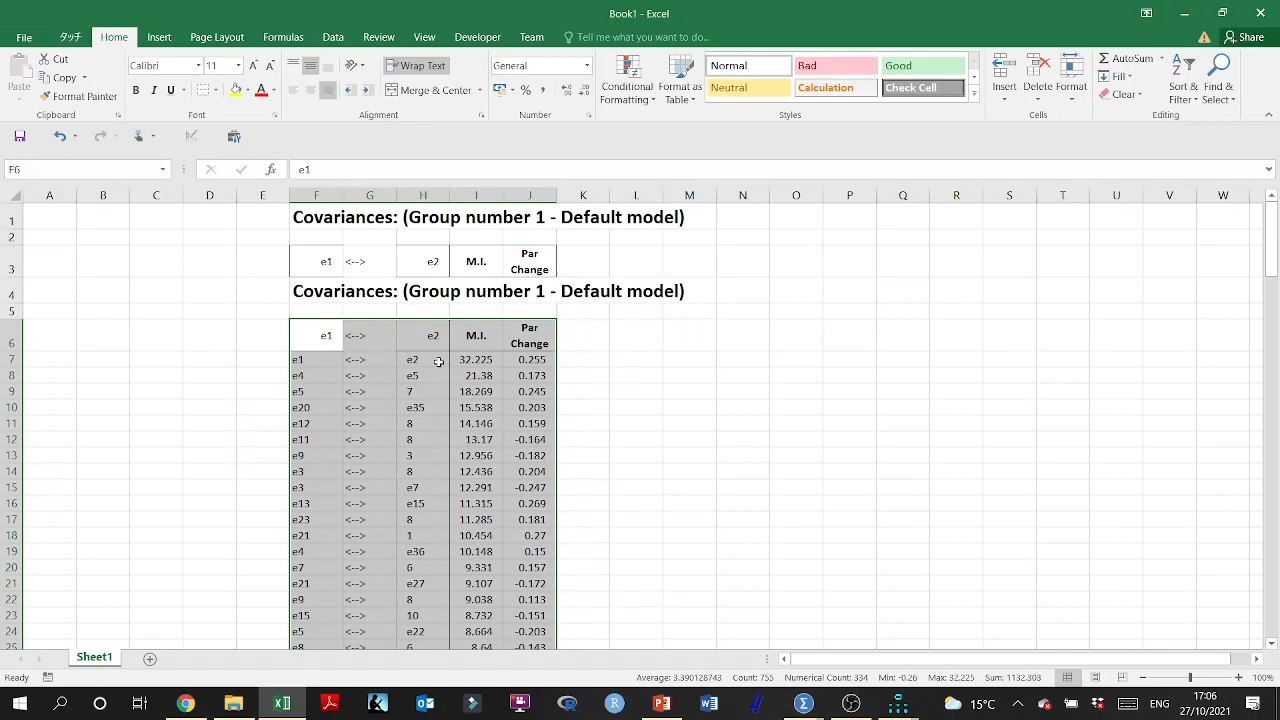 Book1 - Excel
File タッチ Home Insert Page Layout Formulas Data Review View Developer Team Tell me what you want to do... Share
Paste Cut Calibri 11 Wrap Text General Conditional Formatting Format as Table Normal Bad Good Insert Delete Format AutoSum Sort & Filter Find & Select
Copy B I U Merge & Center % Neutral Calculation Check Cell Fill
Format Painter Clear
Clipboard Font Alignment Number Styles Cells Editing
F6 fx e1
A B C D E F G H I J K L M N O P Q R S T U V W
1 Covariances: (Group number 1 - Default model)
2
3 e1 <--> e2 M.I. Par Change
4 Covariances: (Group number 1 - Default model)
5
6 e1 <--> e2 M.I. Par Change
7 e1 <--> e2 32.225 0.255
8 e4 <--> e5 21.38 0.173
9 e5 <--> 7 18.269 0.245
10 e20 <--> e35 15.538 0.203
11 e12 <--> 8 14.146 0.159
12 e11 <--> 8 13.17 -0.164
13 e9 <--> 3 12.956 -0.182
14 e3 <--> 8 12.436 0.204
15 e3 <--> e7 12.291 -0.247
16 e13 <--> e15 11.315 0.269
17 e23 <--> 8 11.285 0.181
18 e21 <--> 1 10.454 0.27
19 e4 <--> e36 10.148 0.15
20 e7 <--> 6 9.331 0.157
21 e21 <--> e27 9.107 -0.172
22 e9 <--> 8 9.038 0.113
23 e15 <--> 10 8.732 -0.151
24 e5 <--> e22 8.664 -0.203
25 e8 <--> 6 8.64 -0.143
Sheet1
Ready Average: 3.390128743 Count: 755 Numerical Count: 334 Min: -0.26 Max: 32.225 Sum: 1132.303 100%
15°C ENG 17:06
27/10/2021